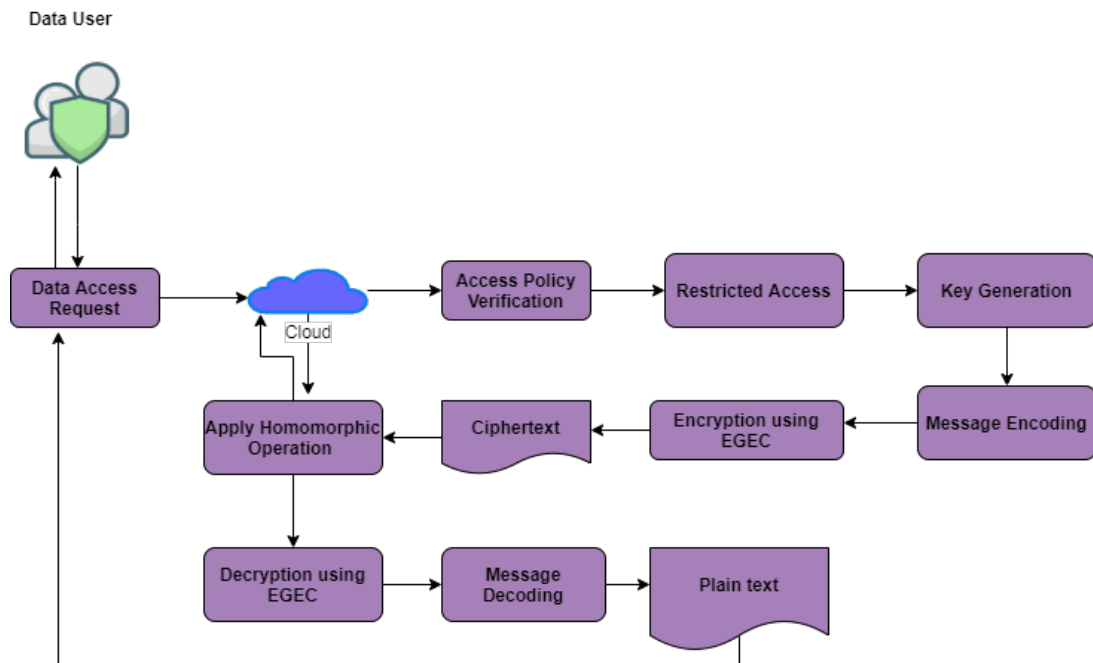 Data User
Data Access
Request
Cloud
Access Policy
Verification
Restricted Access
Key Generation
Apply Homomorphic
Operation
Ciphertext
Encryption using
EGEC
Message Encoding
Decryption using
EGEC
Message
Decoding
Plain text